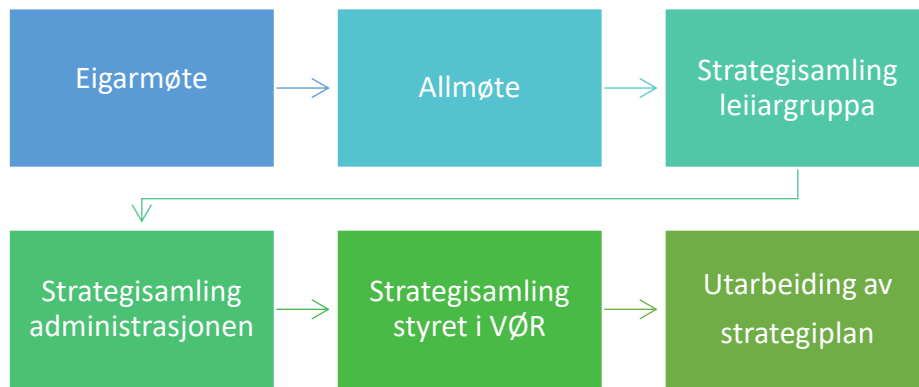 Eigarmøte
Allmøte
Strategisamling
leiiargruppa
Strategisamling
administrasjonen
Strategisamling
styret i VØR
Utarbeiding av
strategiplan